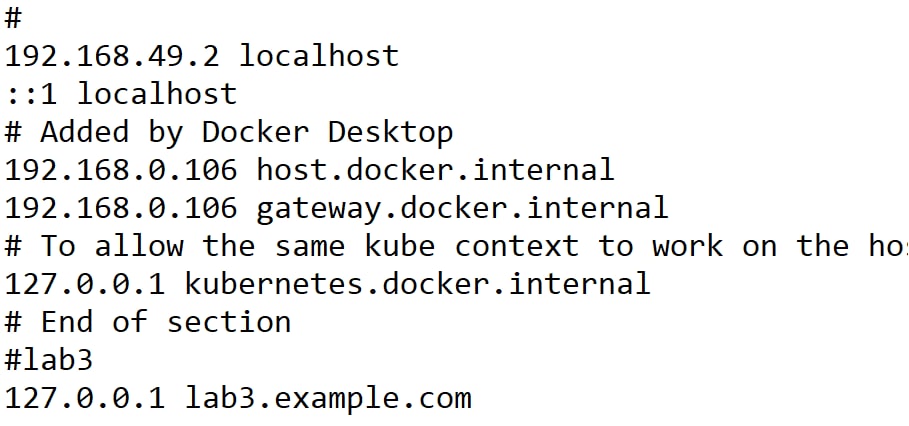 #
192.168.49.2 localhost
::1 localhost
# Added by Docker Desktop
192.168.0.106 host.docker.internal
192.168.0.106 gateway.docker.internal
# To allow the same kube context to work on the
127.0.0.1 kubernetes.docker.internal
# End of section
#lab3
127.0.0.1 lab3.example.com